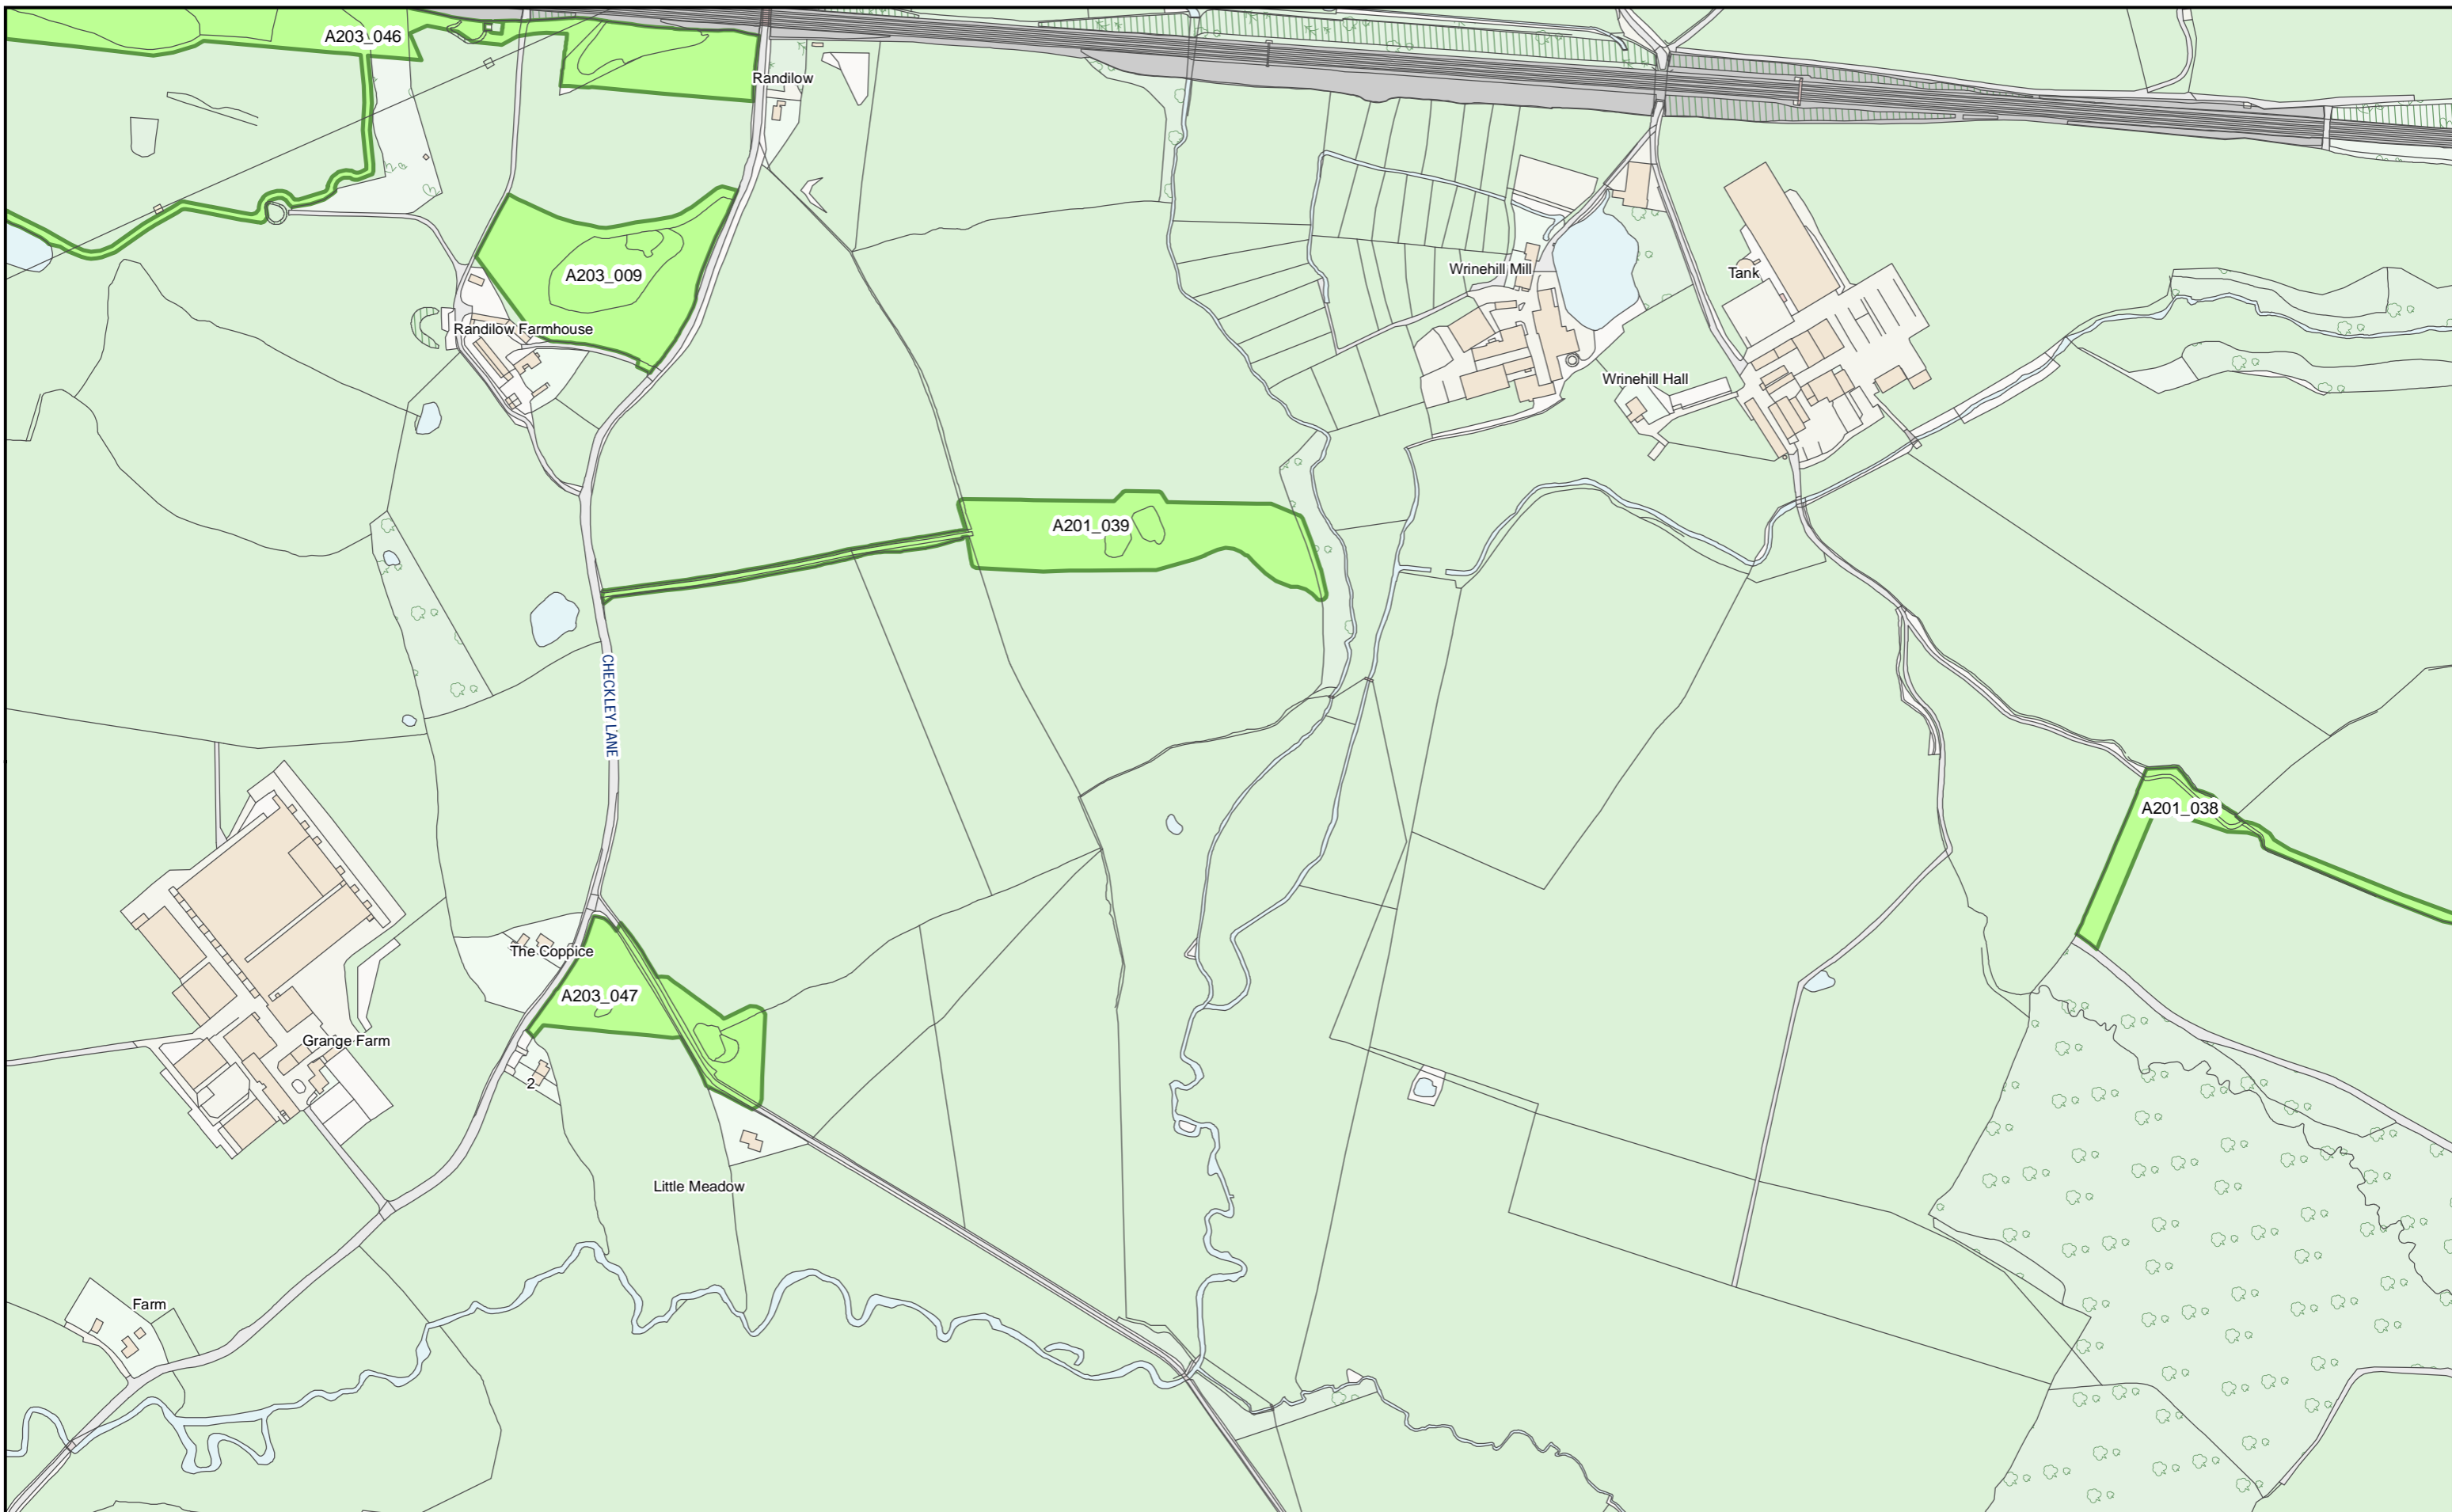 A203_046
Randilow
A203_009
Wrinehill Mill
Tank
Randilow Farmhouse
Wrinehill Hall
A201_039
CHECKLEY LANE
A201_038
The Coppice
A203_047
Grange Farm
2
Little Meadow
Farm